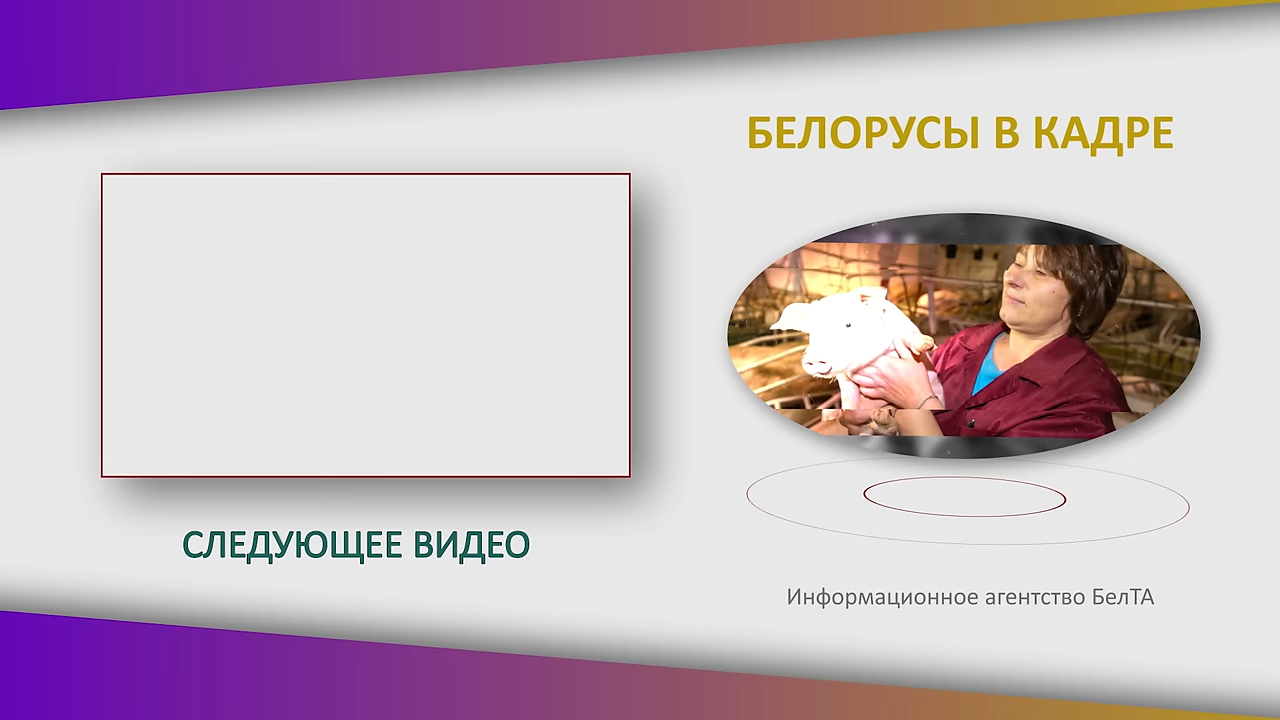 БЕЛОРУСЫ В КАДРЕ
СЛЕДУЮЩЕЕ ВИДЕО
Информационное агентство БелТА